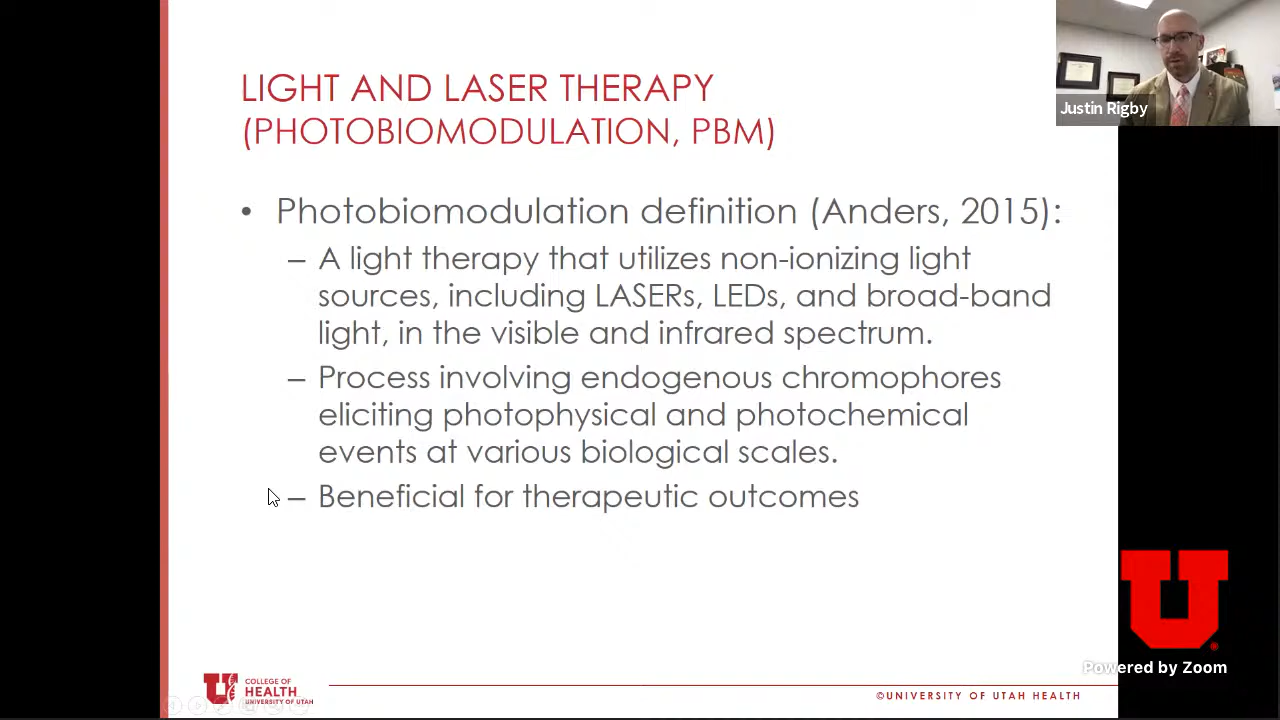 LIGHT AND LASER THERAPY
(PHOTOBIOMODULATION, PBM)
• Photobiomodulation definition (Anders, 2015):
– A light therapy that utilizes non-ionizing light
sources, including LASERs, LEDs, and broad-band
light, in the visible and infrared spectrum.
– Process involving endogenous chromophores
eliciting photophysical and photochemical
events at various biological scales.
– Beneficial for therapeutic outcomes
Justin Rigby
U
Powered by Zoom
U
COLLEGE OF
HEALTH
UNIVERSITY OF UTAH
©UNIVERSITY OF UTAH HEALTH